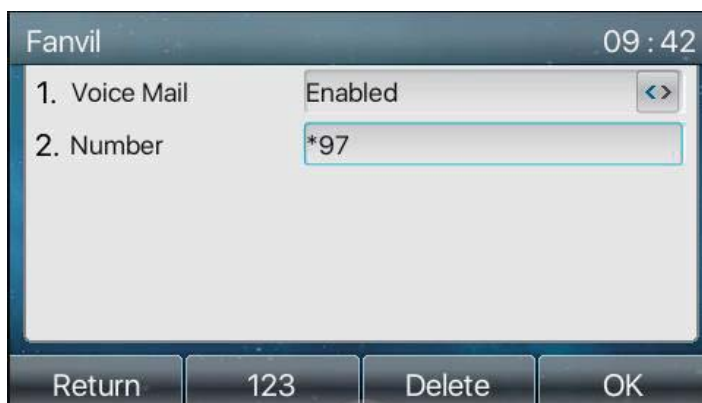 Fanvil 09:42
1. Voice Mail Enabled <>
2. Number *97
Return 123 Delete OK